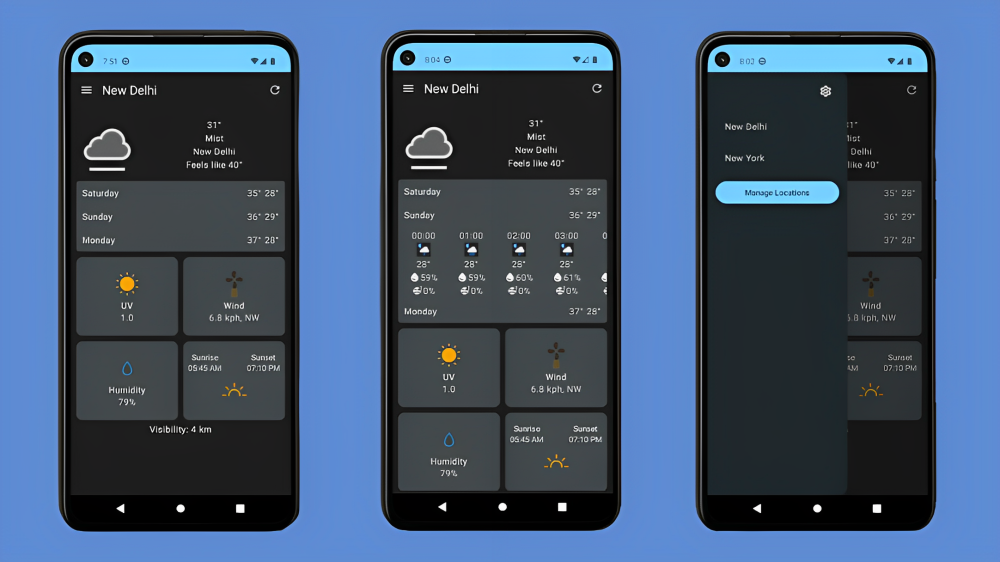 7:51
New Delhi
31°
Mist
New Delhi
Feels like 40°
Saturday 35° 28°
Sunday 36° 29°
Monday 37° 28°
UV
1.0
Wind
6.8 kph, NW
Humidity
79%
Sunrise Sunset
05:45 AM 07:10 PM
Visibility: 4 km
8:04
New Delhi
31°
Mist
New Delhi
Feels like 40°
Saturday 35° 28°
Sunday 36° 29°
00:00 01:00 02:00 03:00 0
28° 28° 28° 28°
59% 59% 60% 61%
0% 0% 0% 0%
Monday 37° 28°
UV
1.0
Wind
6.8 kph, NW
Humidity
79%
Sunrise Sunset
05:45 AM 07:10 PM
8:03
New Delhi
New York
Manage Locations
31°
Mist
Delhi
like 40°
35° 28°
36° 29°
37° 28°
Wind
6.8 kph, NW
Sunset
AM 07:10 PM